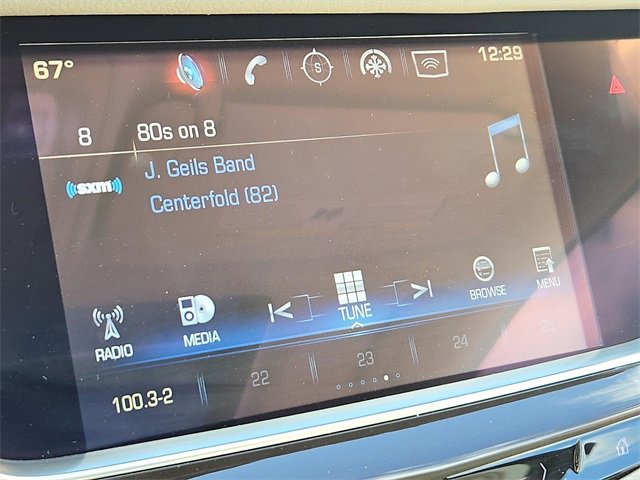 67° 12:29
S
8 80s on 8
sxm J. Geils Band
Centerfold (82)
RADIO MEDIA TUNE BROWSE MENU
100.3-2 22 23 24 25